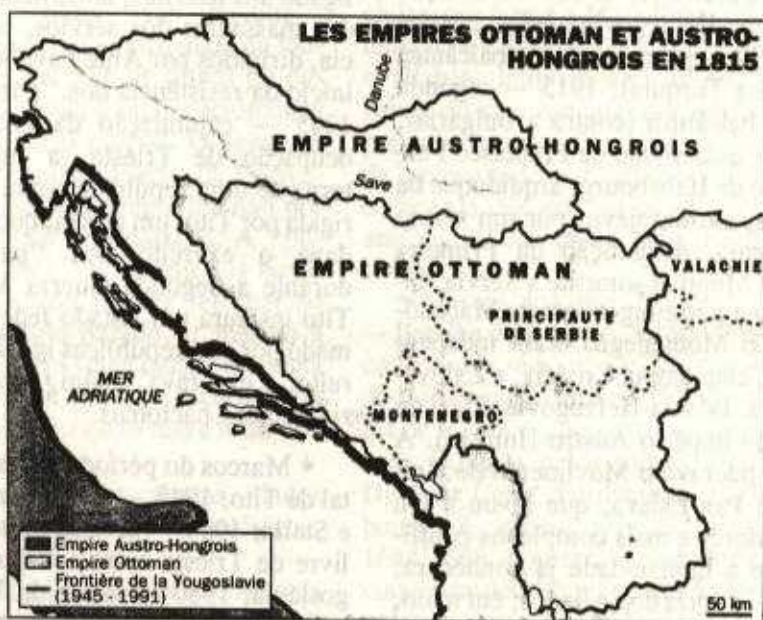 LES EMPIRES OTTOMAN ET AUSTRO-
HONGROIS EN 1815
Danube
EMPIRE AUSTRO-HONGROIS
Save
EMPIRE OTTOMAN
VALACHIE
PRINCIPAUTE
DE SERBIE
MER
ADRIATIQUE
MONTENEGRO
Empire Austro-Hongrois
Empire Ottoman
Frontière de la Yougoslavie
(1945 - 1991)
50 km